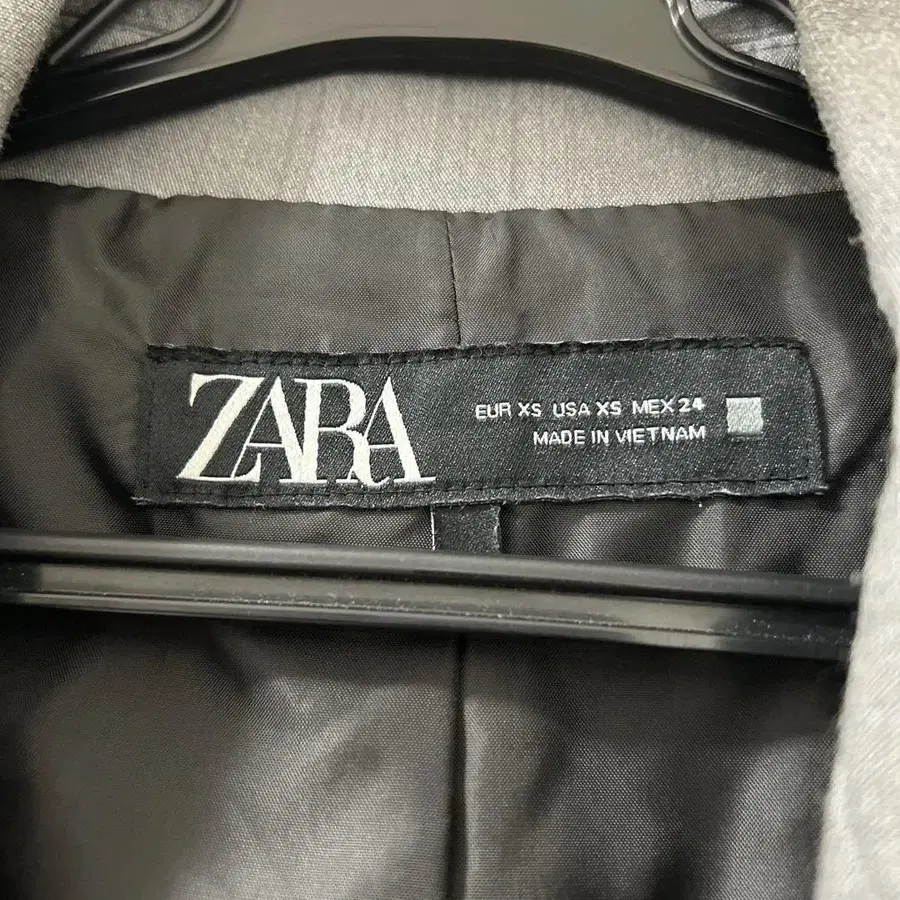 ZARA
EUR XS USA XS MEX 24
MADE IN VIETNAM